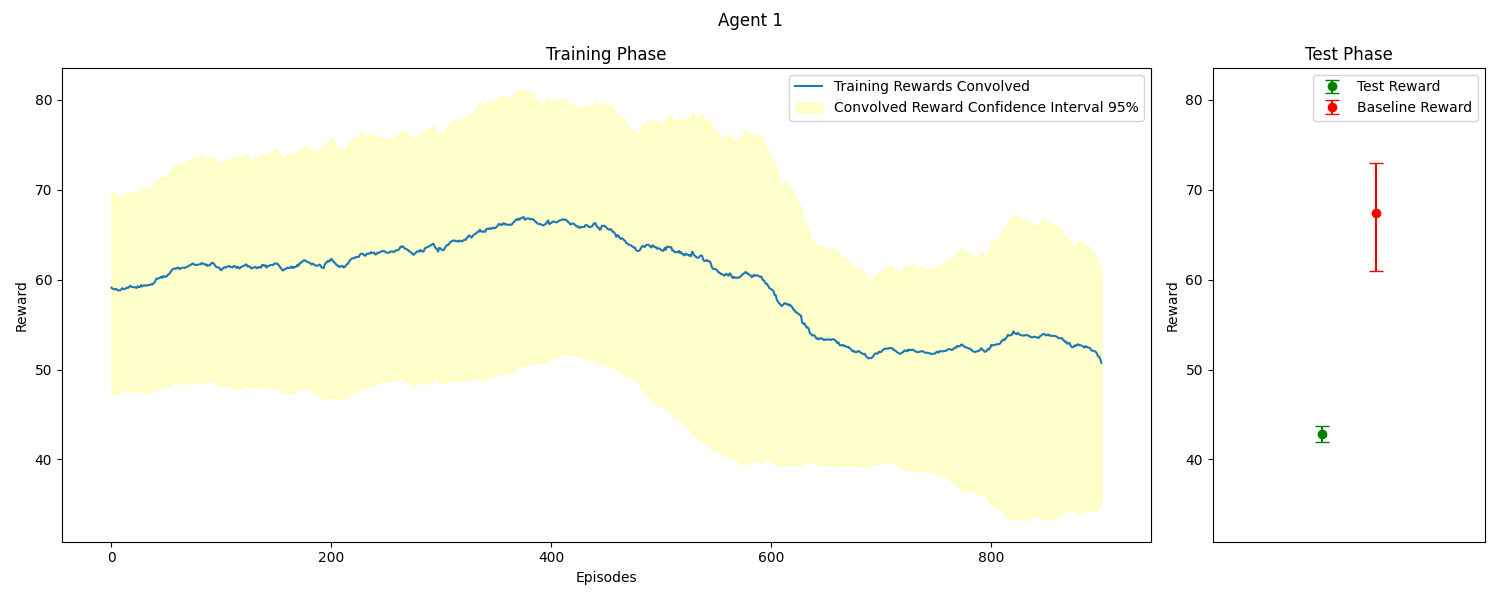 Agent 1
Training Phase
Training Rewards Convolved
Convolved Reward Confidence Interval 95%
Reward
80
70
60
50
40
0
200
400
600
800
Episodes
Test Phase
Test Reward
Baseline Reward
Reward
80
70
60
50
40